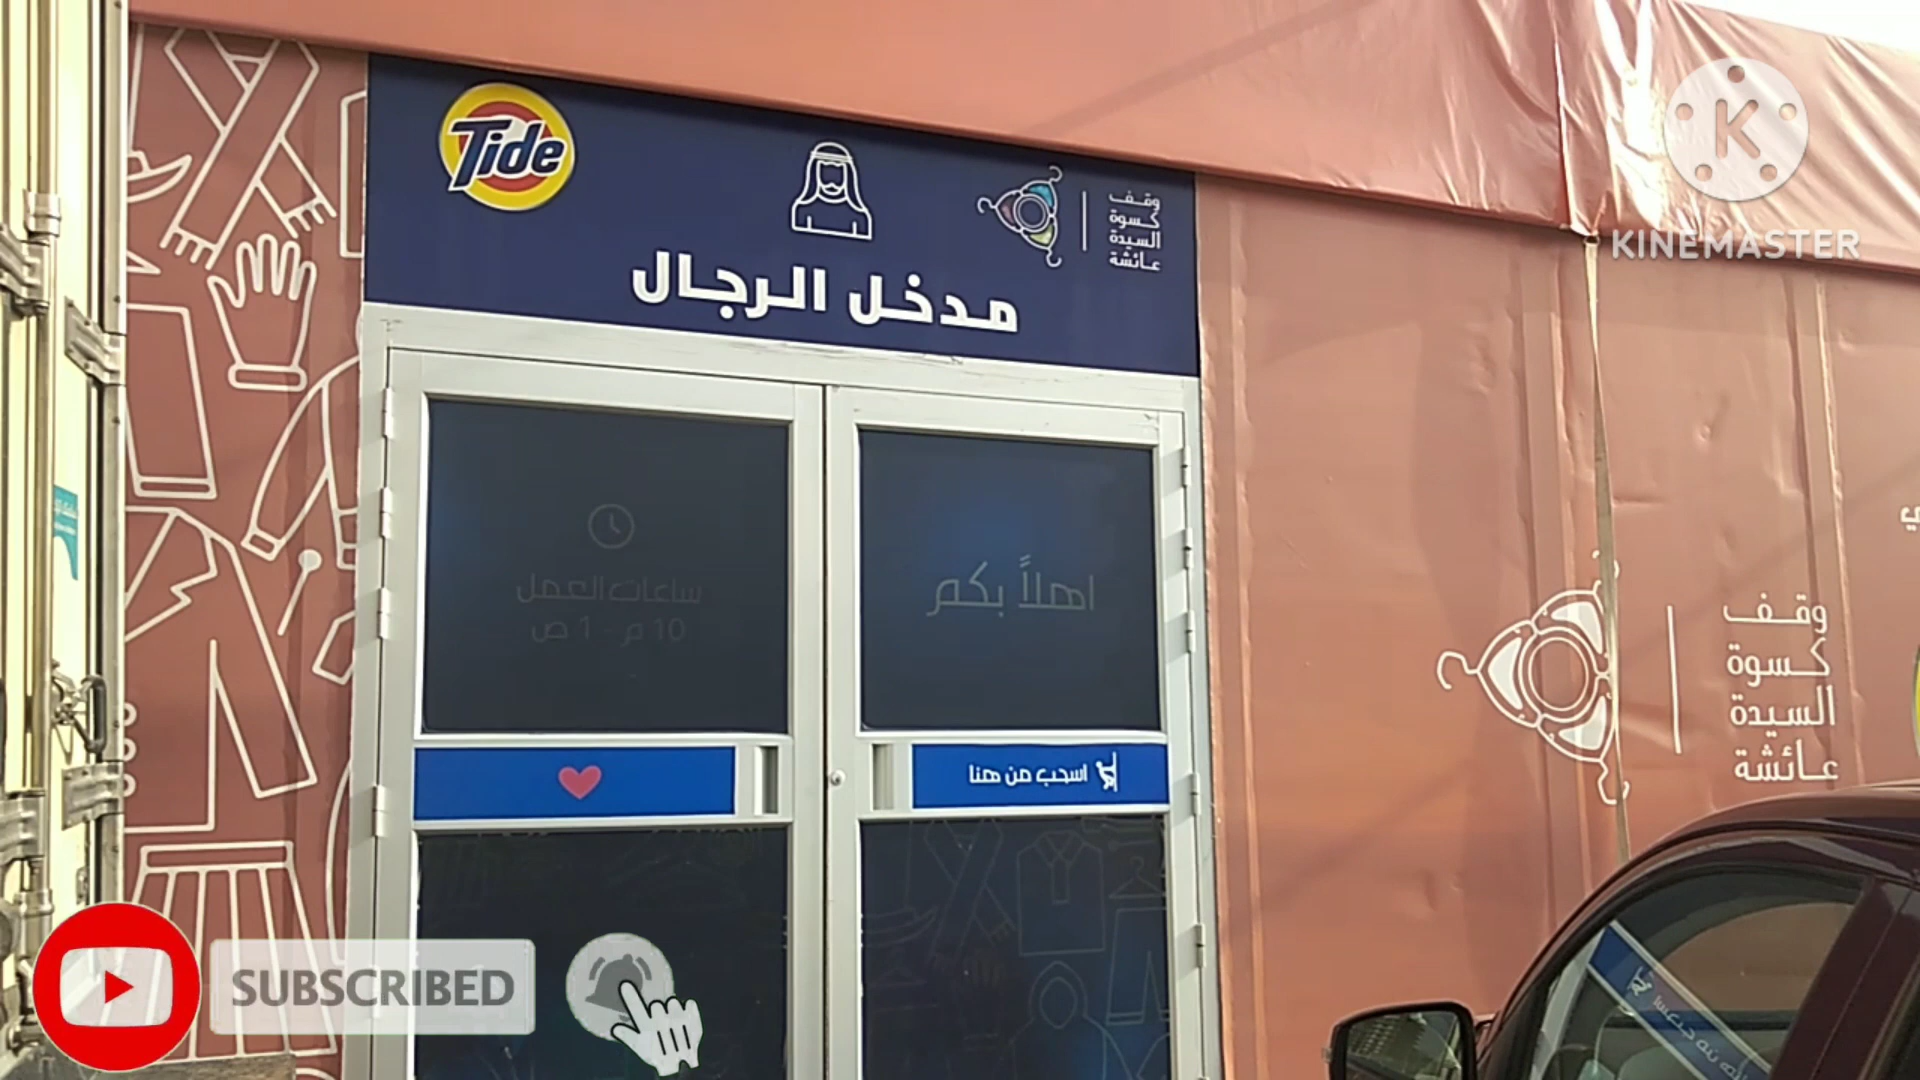 Tide
وقف
كسوة
السيدة
عائشة
مدخل الرجال
K
KINEMASTER
ساعات العمل
10 م - 1 ص
اهلاً بكم
اسحب من هنا
وقف
كسوة
السيدة
عائشة
SUBSCRIBED